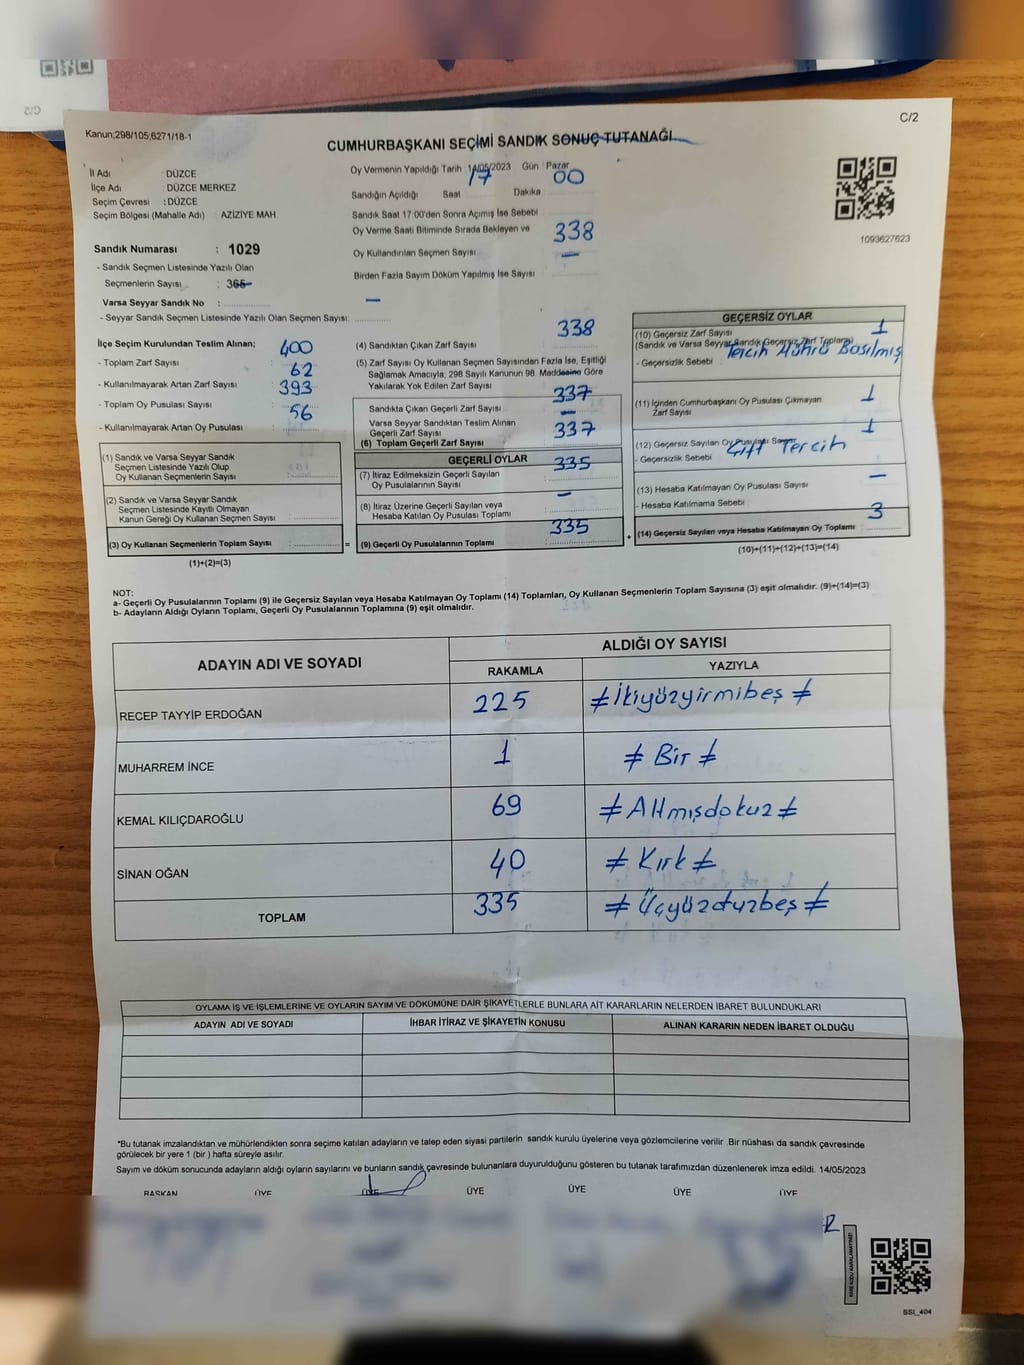 Kanun;298/105,6271/18-1
C/2
CUMHURBAŞKANI SEÇİMİ SANDIK SONUÇ TUTANAĞI
İl Adı : DÜZCE
İlçe Adı : DÜZCE MERKEZ
Seçim Çevresi : DÜZCE
Seçim Bölgesi (Mahalle Adı) : AZİZİYE MAH.
Sandık Numarası : 1029
- Sandık Seçmen Listesinde Yazılı Olan
Seçmenlerin Sayısı : 365
Varsa Seyyar Sandık No : –
- Seyyar Sandık Seçmen Listesinde Yazılı Olan Seçmen Sayısı:
Oy Vermenin Yapıldığı Tarih 14/05/2023 Gün : Pazar
Sandığın Açıldığı Saat 17 Dakika 00
Sandık Saat 17:00'den Sonra Açımış İse Sebebi
Oy Verme Saati Bitiminde Sırada Bekleyen ve
Oy Kullandırılan Seçmen Sayısı 338
Birden Fazla Sayım Döküm Yapılmış İse Sayısı –
1093627623
İlçe Seçim Kurulundan Teslim Alınan;
- Toplam Zarf Sayısı 400
- Kullanılmayarak Artan Zarf Sayısı 62
- Toplam Oy Pusulası Sayısı 393
- Kullanılmayarak Artan Oy Pusulası 56
(1) Sandık ve Varsa Seyyar Sandık
Seçmen Listesinde Yazılı Olup
Oy Kullanan Seçmen Sayısı
(2) Sandık ve Varsa Seyyar Sandık
Seçmen Listesinde Kayıtlı Olmayan
Kanun Gereği Oy Kullanan Seçmen Sayısı
(3) Oy Kullanan Seçmenlerin Toplam Sayısı : =
(1)+(2)=(3)
(4) Sandıktan Çıkan Zarf Sayısı 338
(5) Zarf Sayısı Oy Kullanan Seçmen Sayısından Fazla İse, Eşitliği
Sağlamak Amacıyla; 298 Sayılı Kanunun 98. Maddesine Göre
Yakılarak Yok Edilen Zarf Sayısı
Sandıkta Çıkan Geçerli Zarf Sayısı 337
Varsa Seyyar Sandıktan Teslim Alınan
Geçerli Zarf Sayısı –
(6) Toplam Geçerli Zarf Sayısı 337
GEÇERLİ OYLAR
(7) İtiraz Edilmeksizin Geçerli Sayılan
Oy Pusulalarının Sayısı 335
(8) İtiraz Üzerine Geçerli Sayılan veya
Hesaba Katılan Oy Pusulası Toplamı –
(9) Geçerli Oy Pusulalarının Toplamı : 335 +
GEÇERSİZ OYLAR
(10) Geçersiz Zarf Sayısı 1
(Sandık ve Varsa Seyyar Sandık Geçersiz Zarf Toplamı)
- Geçersizlik Sebebi Tercih Mührü Basılmış
(11) İçinden Cumhurbaşkanı Oy Pusulası Çıkmayan
Zarf Sayısı 1
(12) Geçersiz Sayılan Oy Pusulası Sayısı 1
- Geçersizlik Sebebi Çift Tercih
(13) Hesaba Katılmayan Oy Pusulası Sayısı –
- Hesaba Katılmama Sebebi :
(14) Geçersiz Sayılan veya Hesaba Katılmayan Oy Toplamı : 3
(10)+(11)+(12)+(13)=(14)
NOT:
a- Geçerli Oy Pusulalarının Toplamı (9) ile Geçersiz Sayılan veya Hesaba Katılmayan Oy Toplamı (14) Toplamları, Oy Kullanan Seçmenlerin Toplam Sayısına (3) eşit olmalıdır. (9)+(14)=(3)
b- Adayların Aldığı Oyların Toplamı, Geçerli Oy Pusulalarının Toplamına (9) eşit olmalıdır.
ADAYIN ADI VE SOYADI
ALDIĞI OY SAYISI
RAKAMLA YAZIYLA
RECEP TAYYİP ERDOĞAN 225 ≠ İkiyüzyirmibeş ≠
MUHARREM İNCE 1 ≠ Bir ≠
KEMAL KILIÇDAROĞLU 69 ≠ Altmışdokuz ≠
SİNAN OĞAN 40 ≠ Kırk ≠
TOPLAM 335 ≠ Üçyüzotuzbeş ≠
OYLAMA İŞ VE İŞLEMLERİNE VE OYLARIN SAYIM VE DÖKÜMÜNE DAİR ŞİKAYETLERLE BUNLARA AİT KARARLARIN NELERDEN İBARET BULUNDUKLARI
ADAYIN ADI VE SOYADI İHBAR İTİRAZ VE ŞİKAYETİN KONUSU ALINAN KARARIN NEDEN İBARET OLDUĞU
*Bu tutanak imzalandıktan ve mühürlendikten sonra seçime katılan adayların ve talep eden siyasi partilerin sandık kurulu üyelerine veya gözlemcilerine verilir .Bir nüshası da sandık çevresinde
görülecek bir yere 1 (bir ) hafta süreyle asılır.
Sayım ve döküm sonucunda adayların aldığı oyların sayılarını ve bunların sandık çevresinde bulunanlara duyurulduğunu gösteren bu tutanak tarafımızdan düzenlenerek imza edildi. 14/05/2023
BAŞKAN ÜYE ÜYE ÜYE ÜYE ÜYE ÜYE
SSI_404
C/2